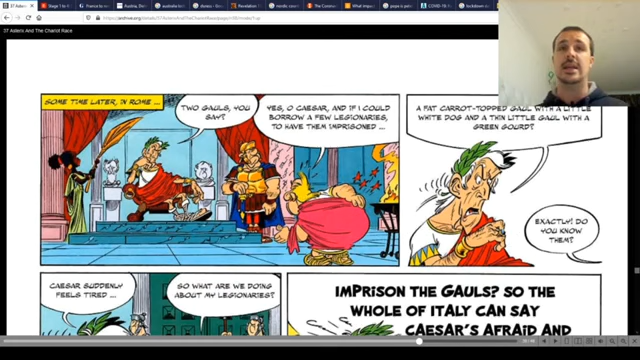 37 Asterix And The Chariot Race
SOME TIME LATER, IN ROME ...
TWO GAULS, YOU
SAY?
YES, O CAESAR, AND IF I COULD
BORROW A FEW LEGIONARIES,
TO HAVE THEM IMPRISONED ...
A FAT CARROT-TOPPED GAUL WITH A LITTLE
WHITE DOG AND A THIN LITTLE GAUL WITH A
GREEN GOURD?
EXACTLY! DO
YOU KNOW
THEM?
CAESAR SUDDENLY
FEELS TIRED ...
SO WHAT ARE WE DOING
ABOUT MY LEGIONARIES?
IMPRISON THE GAULS? SO THE
WHOLE OF ITALY CAN SAY
CAESAR'S AFRAID AND